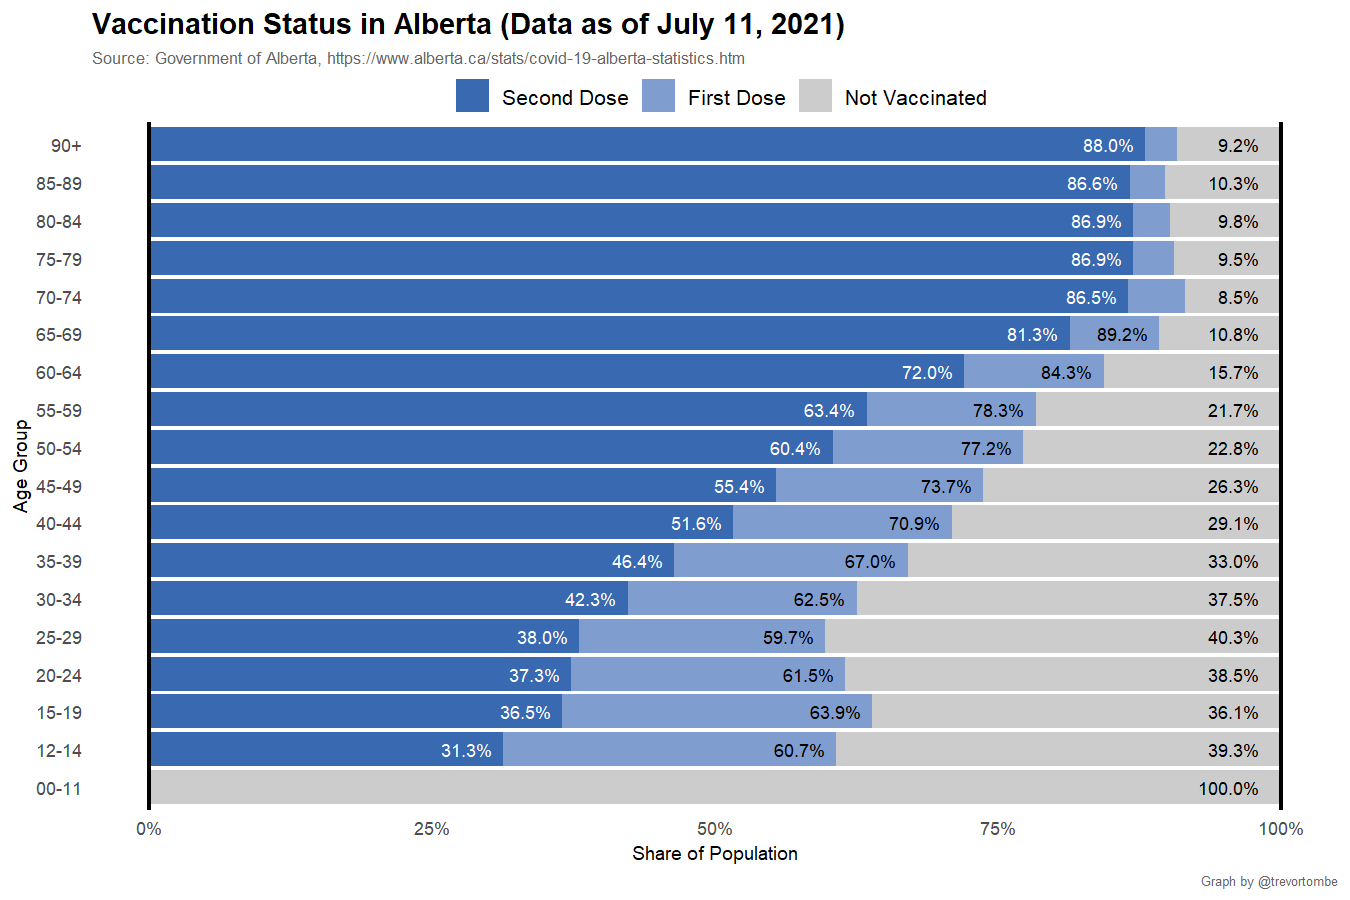 Vaccination Status in Alberta (Data as of July 11, 2021)
Source: Government of Alberta, https://www.alberta.ca/stats/covid-19-alberta-statistics.htm
Second Dose First Dose Not Vaccinated
90+ 88.0% 9.2%
85-89 86.6% 10.3%
80-84 86.9% 9.8%
75-79 86.9% 9.5%
70-74 86.5% 8.5%
65-69 81.3% 89.2% 10.8%
60-64 72.0% 84.3% 15.7%
55-59 63.4% 78.3% 21.7%
50-54 60.4% 77.2% 22.8%
45-49 55.4% 73.7% 26.3%
40-44 51.6% 70.9% 29.1%
35-39 46.4% 67.0% 33.0%
30-34 42.3% 62.5% 37.5%
25-29 38.0% 59.7% 40.3%
20-24 37.3% 61.5% 38.5%
15-19 36.5% 63.9% 36.1%
12-14 31.3% 60.7% 39.3%
00-11 100.0%
Age Group
0% 25% 50% 75% 100%
Share of Population
Graph by @trevortombe